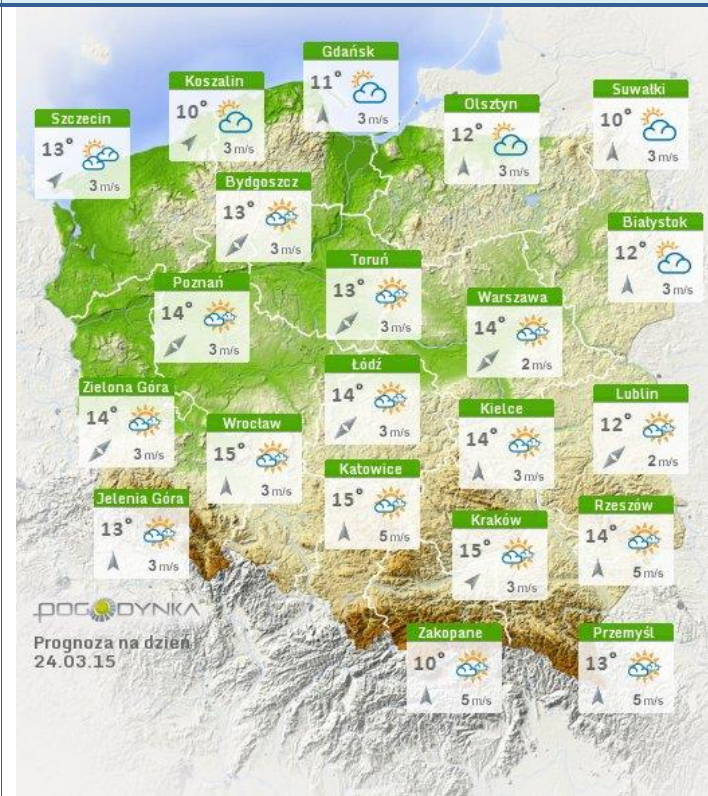 Gdańsk
11°
3 m/s
Koszalin
10°
3 m/s
Suwałki
10°
3 m/s
Olsztyn
12°
3 m/s
Szczecin
13°
3 m/s
Bydgoszcz
13°
3 m/s
Białystok
12°
3 m/s
Toruń
13°
3 m/s
Poznań
14°
3 m/s
Warszawa
14°
2 m/s
Łódź
14°
3 m/s
Zielona Góra
14°
3 m/s
Lublin
12°
2 m/s
Kielce
14°
3 m/s
Wrocław
15°
3 m/s
Katowice
15°
5 m/s
Jelenia Góra
13°
3 m/s
Rzeszów
14°
5 m/s
Kraków
15°
3 m/s
POGODYNKA
Prognoza na dzień
24.03.15
Zakopane
10°
5 m/s
Przemyśl
13°
5 m/s